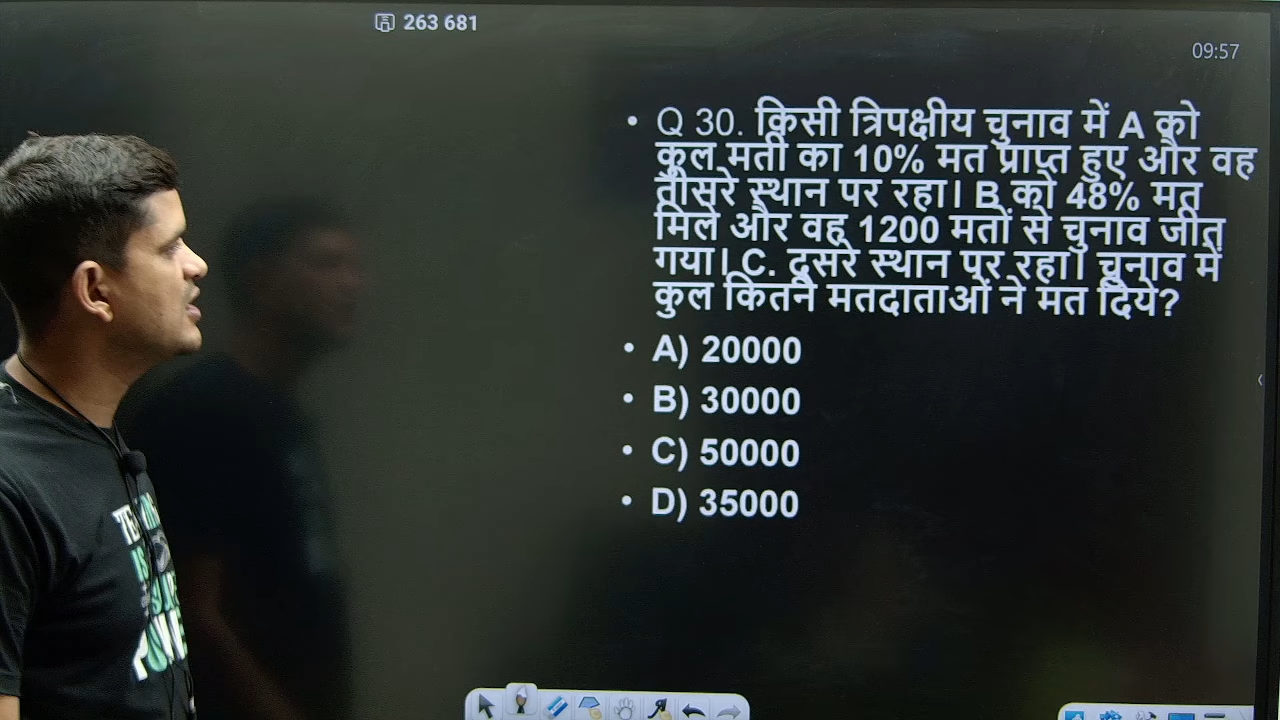 263 681
09:57
• Q 30. किसी त्रिपक्षीय चुनाव में A को
कुल मतों का 10% मत प्राप्त हुए और वह
तीसरे स्थान पर रहा। B को 48% मत
मिले और वह 1200 मतों से चुनाव जीत
गया। C. दूसरे स्थान पर रहा। चुनाव में
कुल कितने मतदाताओं ने मत दिये?
• A) 20000
• B) 30000
• C) 50000
• D) 35000